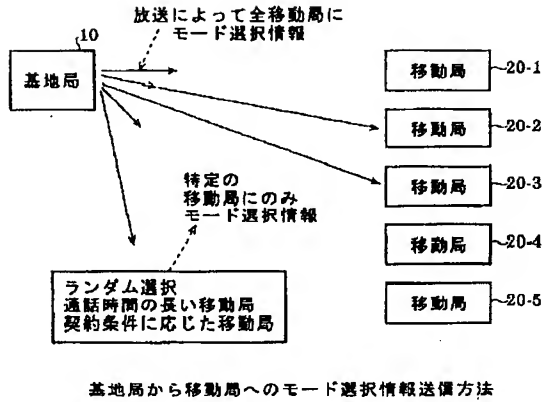 放送によって全移動局に
モード選択情報
10
基地局
移動局
20-1
移動局
20-2
移動局
20-3
移動局
20-4
移動局
20-5
特定の
移動局にのみ
モード選択情報
ランダム選択
通話時間の長い移動局
契約条件に応じた移動局
基地局から移動局へのモード選択情報送信方法